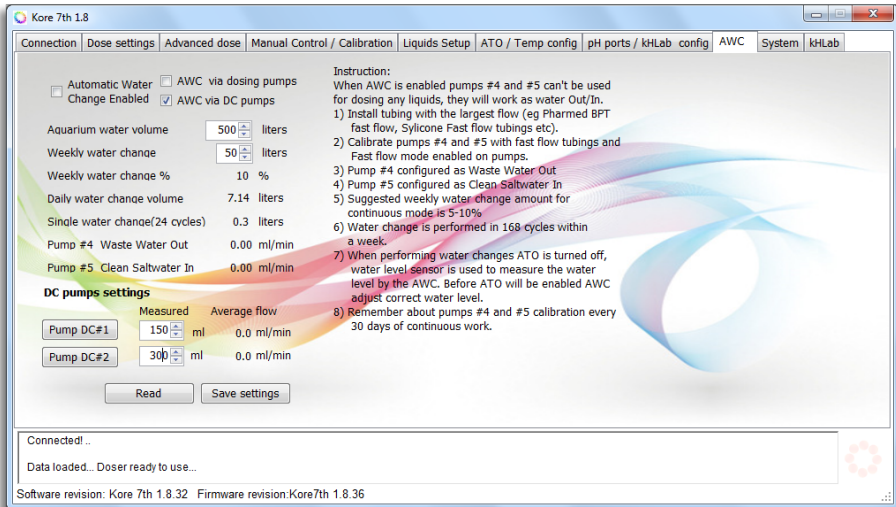 Kore 7th 1.8
Connection Dose settings Advanced dose Manual Control / Calibration Liquids Setup ATO / Temp config pH ports / kHLab config AWC System kHLab
Automatic Water
Change Enabled
AWC via dosing pumps
AWC via DC pumps
Aquarium water volume 500 liters
Weekly water change 50 liters
Weekly water change % 10 %
Daily water change volume 7.14 liters
Single water change(24 cycles) 0.3 liters
Pump #4 Waste Water Out 0.00 ml/min
Pump #5 Clean Saltwater In 0.00 ml/min
DC pumps settings
Measured Average flow
Pump DC#1 150 ml 0.0 ml/min
Pump DC#2 300 ml 0.0 ml/min
Read Save settings
Instruction:
When AWC is enabled pumps #4 and #5 can't be used
for dosing any liquids, they will work as water Out/In.
1) Install tubing with the largest flow (eg Pharmed BPT
fast flow, Sylicone Fast flow tubings etc).
2) Calibrate pumps #4 and #5 with fast flow tubings and
Fast flow mode enabled on pumps.
3) Pump #4 configured as Waste Water Out
4) Pump #5 configured as Clean Saltwater In
5) Suggested weekly water change amount for
continuous mode is 5-10%
6) Water change is performed in 168 cycles within
a week.
7) When performing water changes ATO is turned off,
water level sensor is used to measure the water
level by the AWC. Before ATO will be enabled AWC
adjust correct water level.
8) Remember about pumps #4 and #5 calibration every
30 days of continuous work.
Connected! ..
Data loaded... Doser ready to use...
Software revision: Kore 7th 1.8.32 Firmware revision:Kore7th 1.8.36